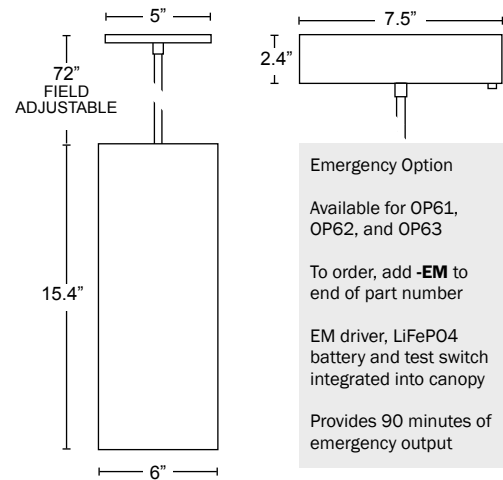 5”
72”
FIELD
ADJUSTABLE
15.4”
6”
7.5”
2.4”
Emergency Option
Available for OP61,
OP62, and OP63
To order, add -EM to
end of part number
EM driver, LiFePO4
battery and test switch
integrated into canopy
Provides 90 minutes of
emergency output